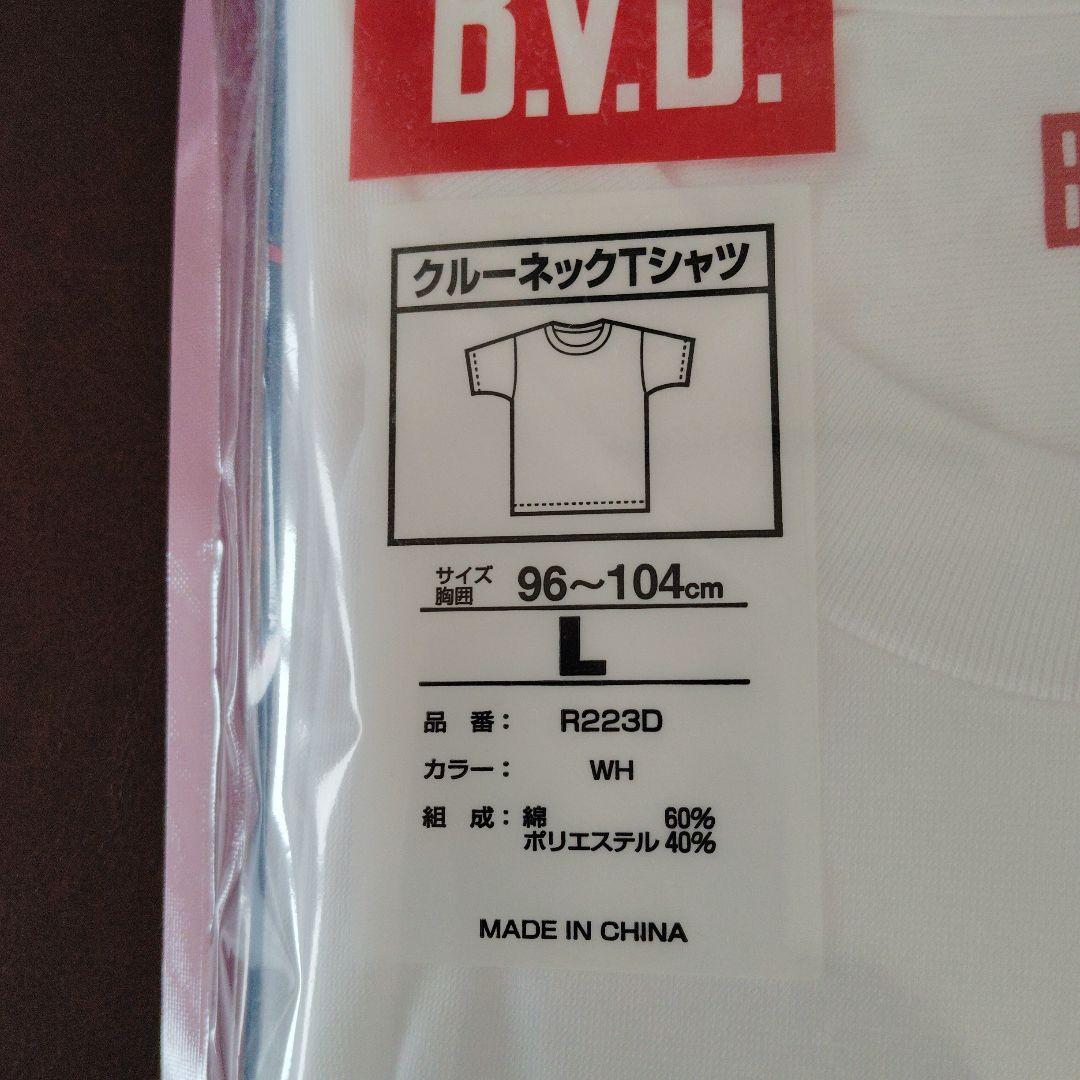 B.V.D.
B
クルーネックTシャツ
サイズ
胸囲 96～104cm
L
品 番： R223D
カラー： WH
組 成： 綿 60%
ポリエステル 40%
MADE IN CHINA